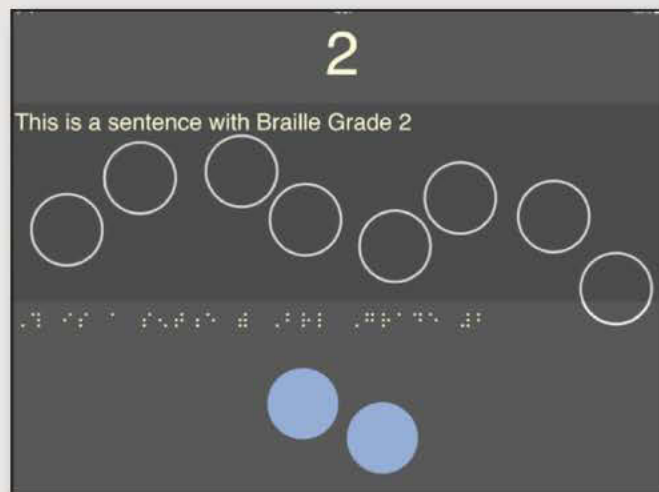 2
This is a sentence with Braille Grade 2
⠠⠹ ⠊⠎ ⠁ ⠎⠢⠞⠰⠑ ⠾ ⠠⠃⠗⠇ ⠠⠛⠗⠁⠙⠑ ⠼⠃